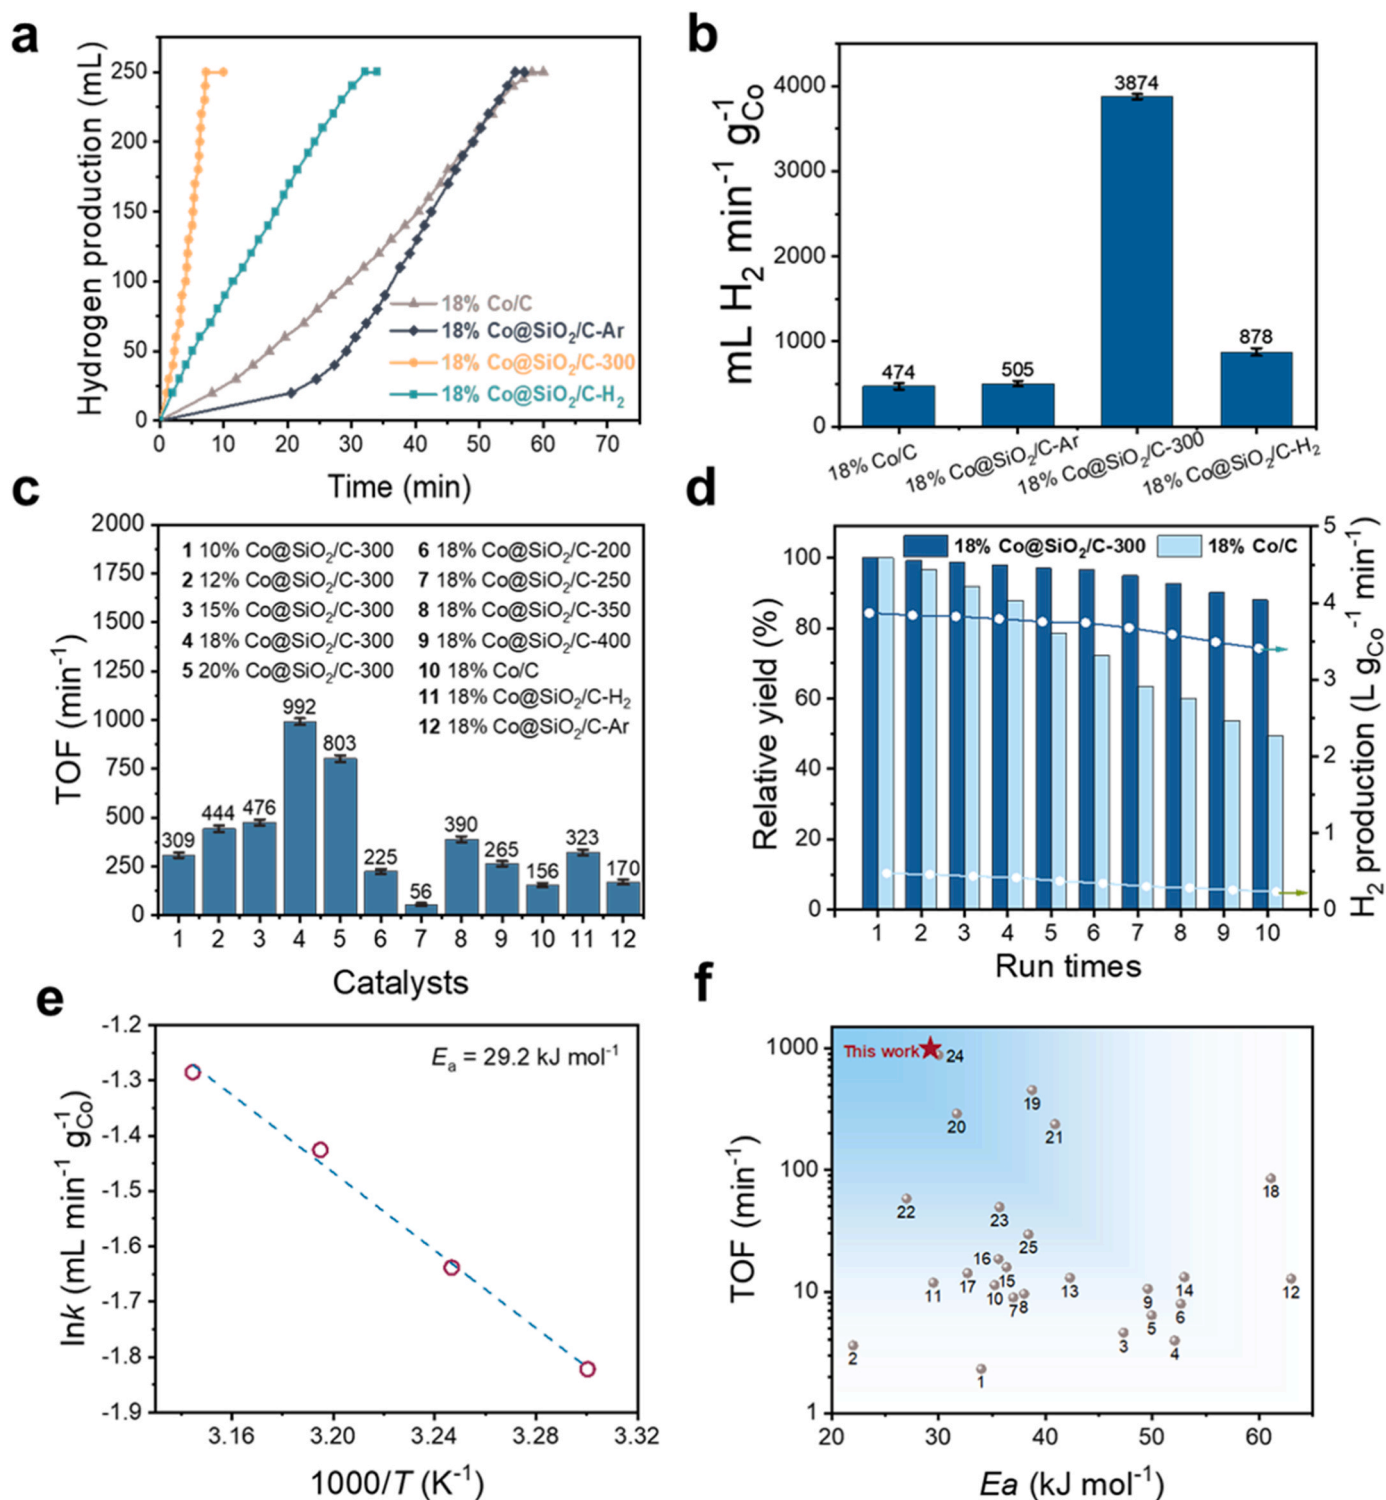 a
Hydrogen production (mL)
250
200
150
100
50
0
0 10 20 30 40 50 60 70
Time (min)
18% Co/C
18% Co@SiO₂/C-Ar
18% Co@SiO₂/C-300
18% Co@SiO₂/C-H₂
b
mL H₂ min⁻¹ g⁻¹Co
4000
3000
2000
1000
0
474
505
3874
878
18% Co/C
18% Co@SiO₂/C-Ar
18% Co@SiO₂/C-300
18% Co@SiO₂/C-H₂
c
TOF (min⁻¹)
2000
1750
1500
1250
1000
750
500
250
0
1 10% Co@SiO₂/C-300
2 12% Co@SiO₂/C-300
3 15% Co@SiO₂/C-300
4 18% Co@SiO₂/C-300
5 20% Co@SiO₂/C-300
6 18% Co@SiO₂/C-200
7 18% Co@SiO₂/C-250
8 18% Co@SiO₂/C-350
9 18% Co@SiO₂/C-400
10 18% Co/C
11 18% Co@SiO₂/C-H₂
12 18% Co@SiO₂/C-Ar
309
444
476
992
803
225
56
390
265
156
323
170
1 2 3 4 5 6 7 8 9 10 11 12
Catalysts
d
Relative yield (%)
100
80
60
40
20
0
18% Co@SiO₂/C-300
18% Co/C
5
4
3
2
1
0
H₂ production (L gCo⁻¹ min⁻¹)
1 2 3 4 5 6 7 8 9 10
Run times
e
lnk (mL min⁻¹ g⁻¹Co)
-1.2
-1.3
-1.4
-1.5
-1.6
-1.7
-1.8
-1.9
Eₐ = 29.2 kJ mol⁻¹
3.16 3.20 3.24 3.28 3.32
1000/T (K⁻¹)
f
TOF (min⁻¹)
1000
100
10
1
This work
24
19
20
21
18
22
23
25
16
15
17
11
10
7
8
13
9
14
12
5
6
3
4
2
1
20 30 40 50 60
Ea (kJ mol⁻¹)